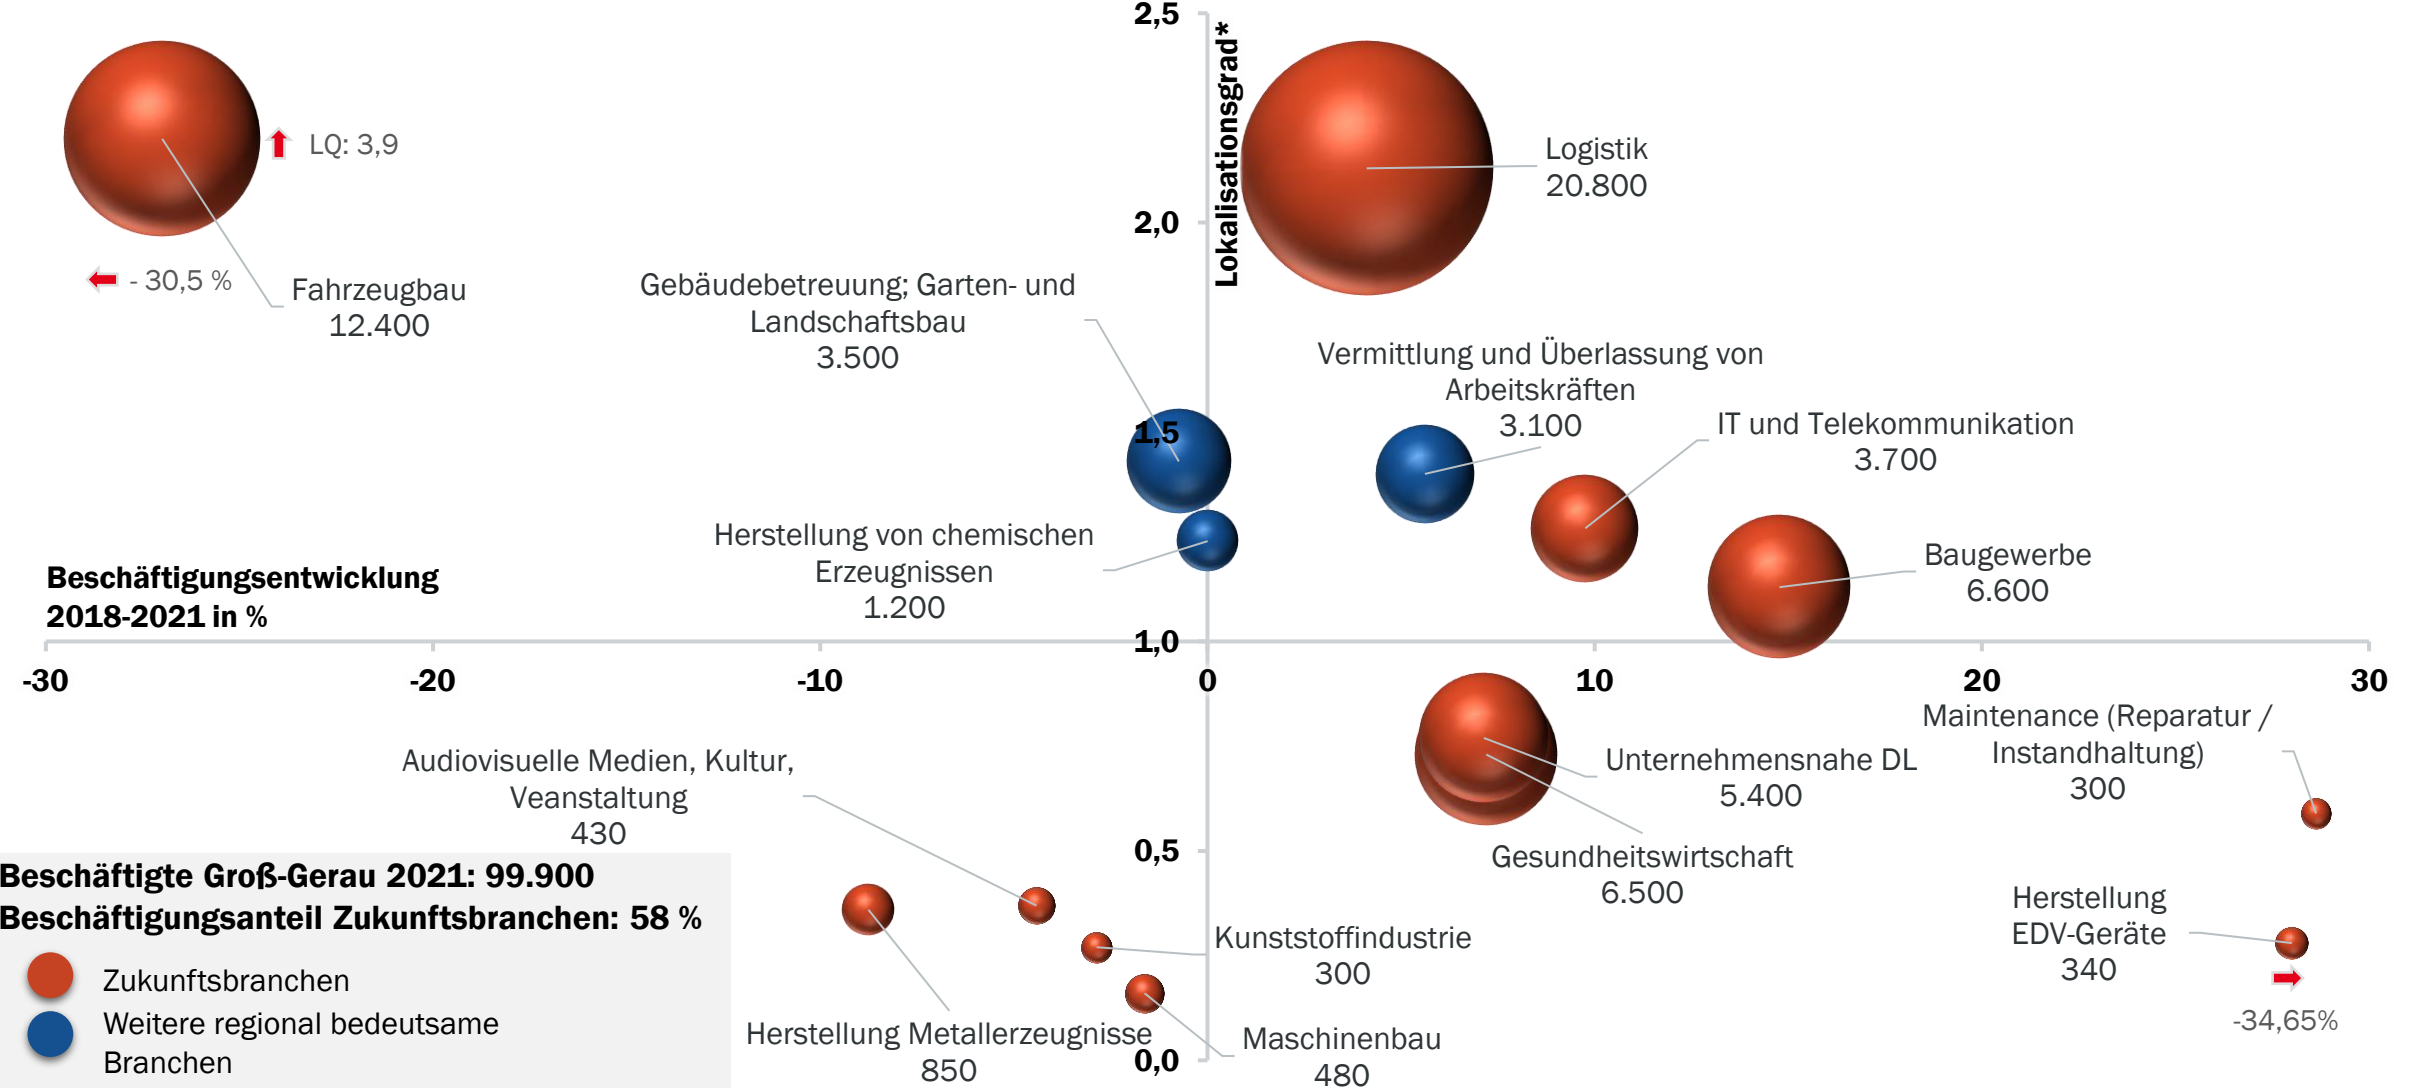 2,5
Lokalisationsgrad*
LQ: 3,9
Logistik
20.800
2,0
- 30,5 %
Fahrzeugbau
12.400
Gebäudebetreuung; Garten- und
Landschaftsbau
3.500
Vermittlung und Überlassung von
Arbeitskräften
3.100
IT und Telekommunikation
3.700
1,5
Herstellung von chemischen
Erzeugnissen
1.200
Baugewerbe
6.600
Beschäftigungsentwicklung
2018-2021 in %
1,0
-30
-20
-10
0
10
20
30
Maintenance (Reparatur /
Instandhaltung)
300
Audiovisuelle Medien, Kultur,
Veanstaltung
430
Unternehmensnahe DL
5.400
0,5
Gesundheitswirtschaft
6.500
Beschäftigte Groß-Gerau 2021: 99.900
Beschäftigungsanteil Zukunftsbranchen: 58 %
Zukunftsbranchen
Weitere regional bedeutsame
Branchen
Kunststoffindustrie
300
Herstellung
EDV-Geräte
340
-34,65%
Herstellung Metallerzeugnisse
850
Maschinenbau
480
0,0